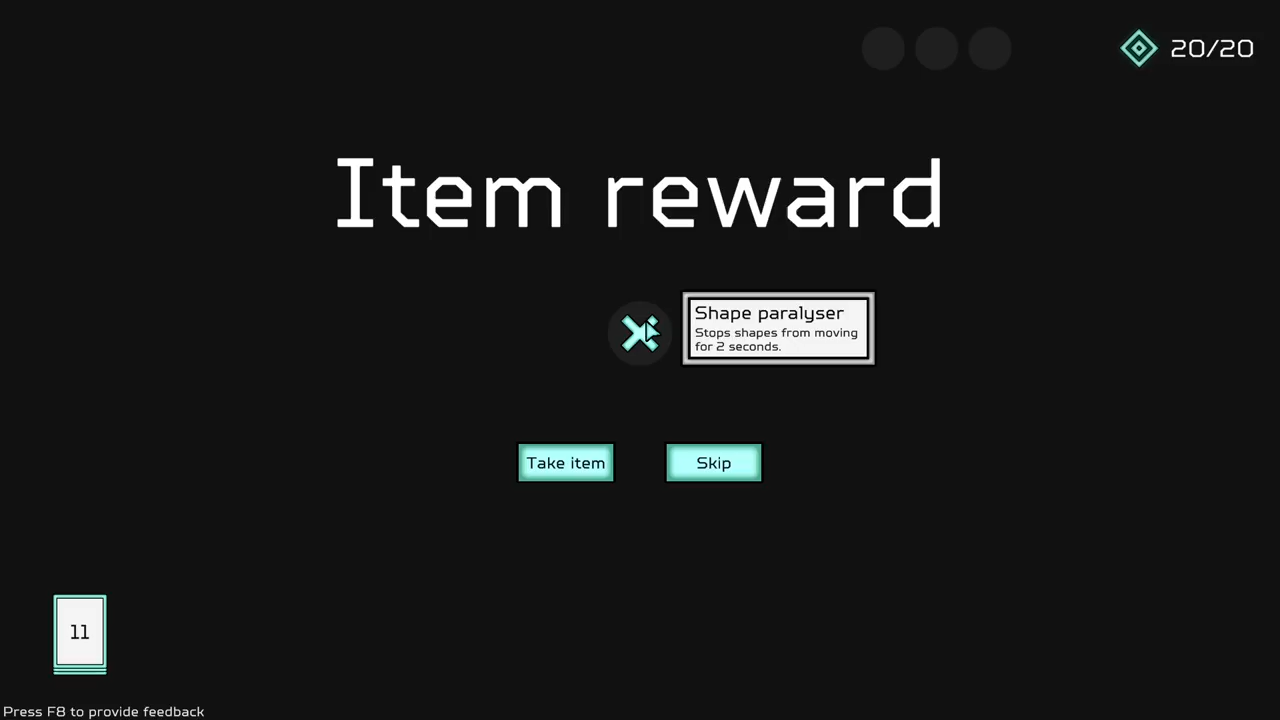 20/20
Item reward
Shape paralyser
Stops shapes from moving
for 2 seconds.
Take item
Skip
11
Press F8 to provide feedback